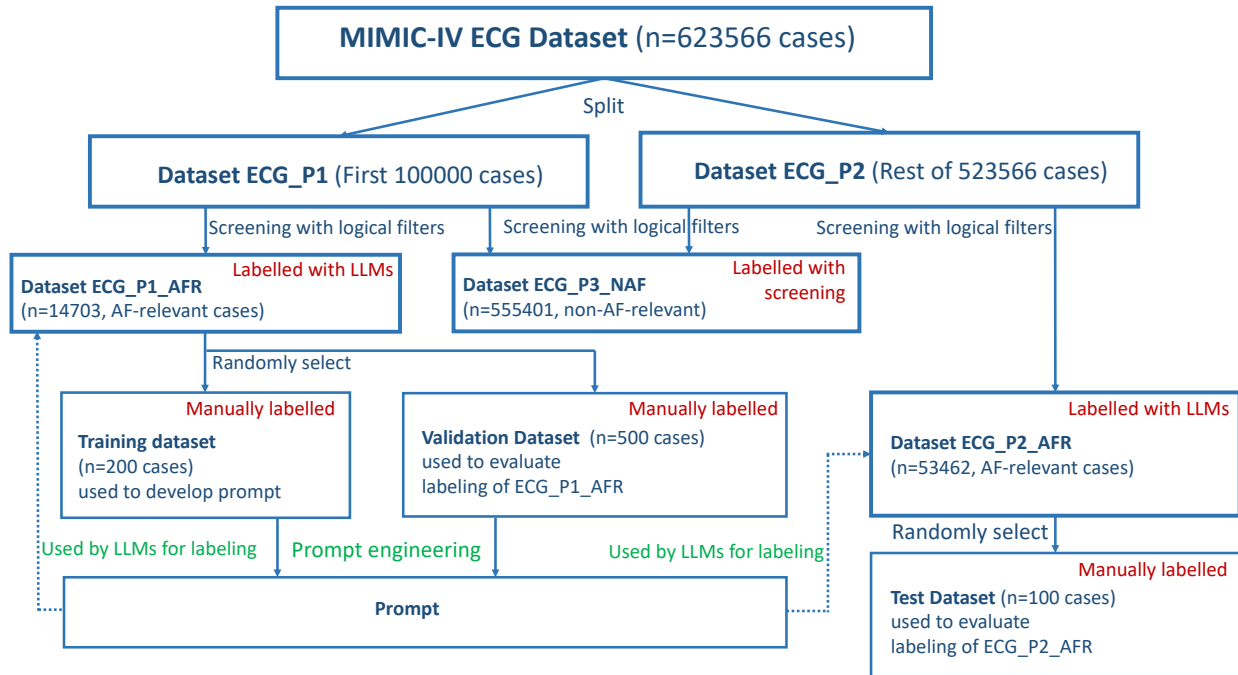 MIMIC-IV ECG Dataset (n=623566 cases)
Split
Dataset ECG_P1 (First 100000 cases)
Dataset ECG_P2 (Rest of 523566 cases)
Screening with logical filters
Screening with logical filters
Screening with logical filters
Labelled with LLMs
Dataset ECG_P1_AFR
(n=14703, AF-relevant cases)
Labelled with
screening
Dataset ECG_P3_NAF
(n=555401, non-AF-relevant)
Randomly select
Manually labelled
Training dataset
(n=200 cases)
used to develop prompt
Manually labelled
Validation Dataset (n=500 cases)
used to evaluate
labeling of ECG_P1_AFR
Labelled with LLMs
Dataset ECG_P2_AFR
(n=53462, AF-relevant cases)
Used by LLMs for labeling
Prompt engineering
Used by LLMs for labeling
Randomly select
Prompt
Manually labelled
Test Dataset (n=100 cases)
used to evaluate
labeling of ECG_P2_AFR